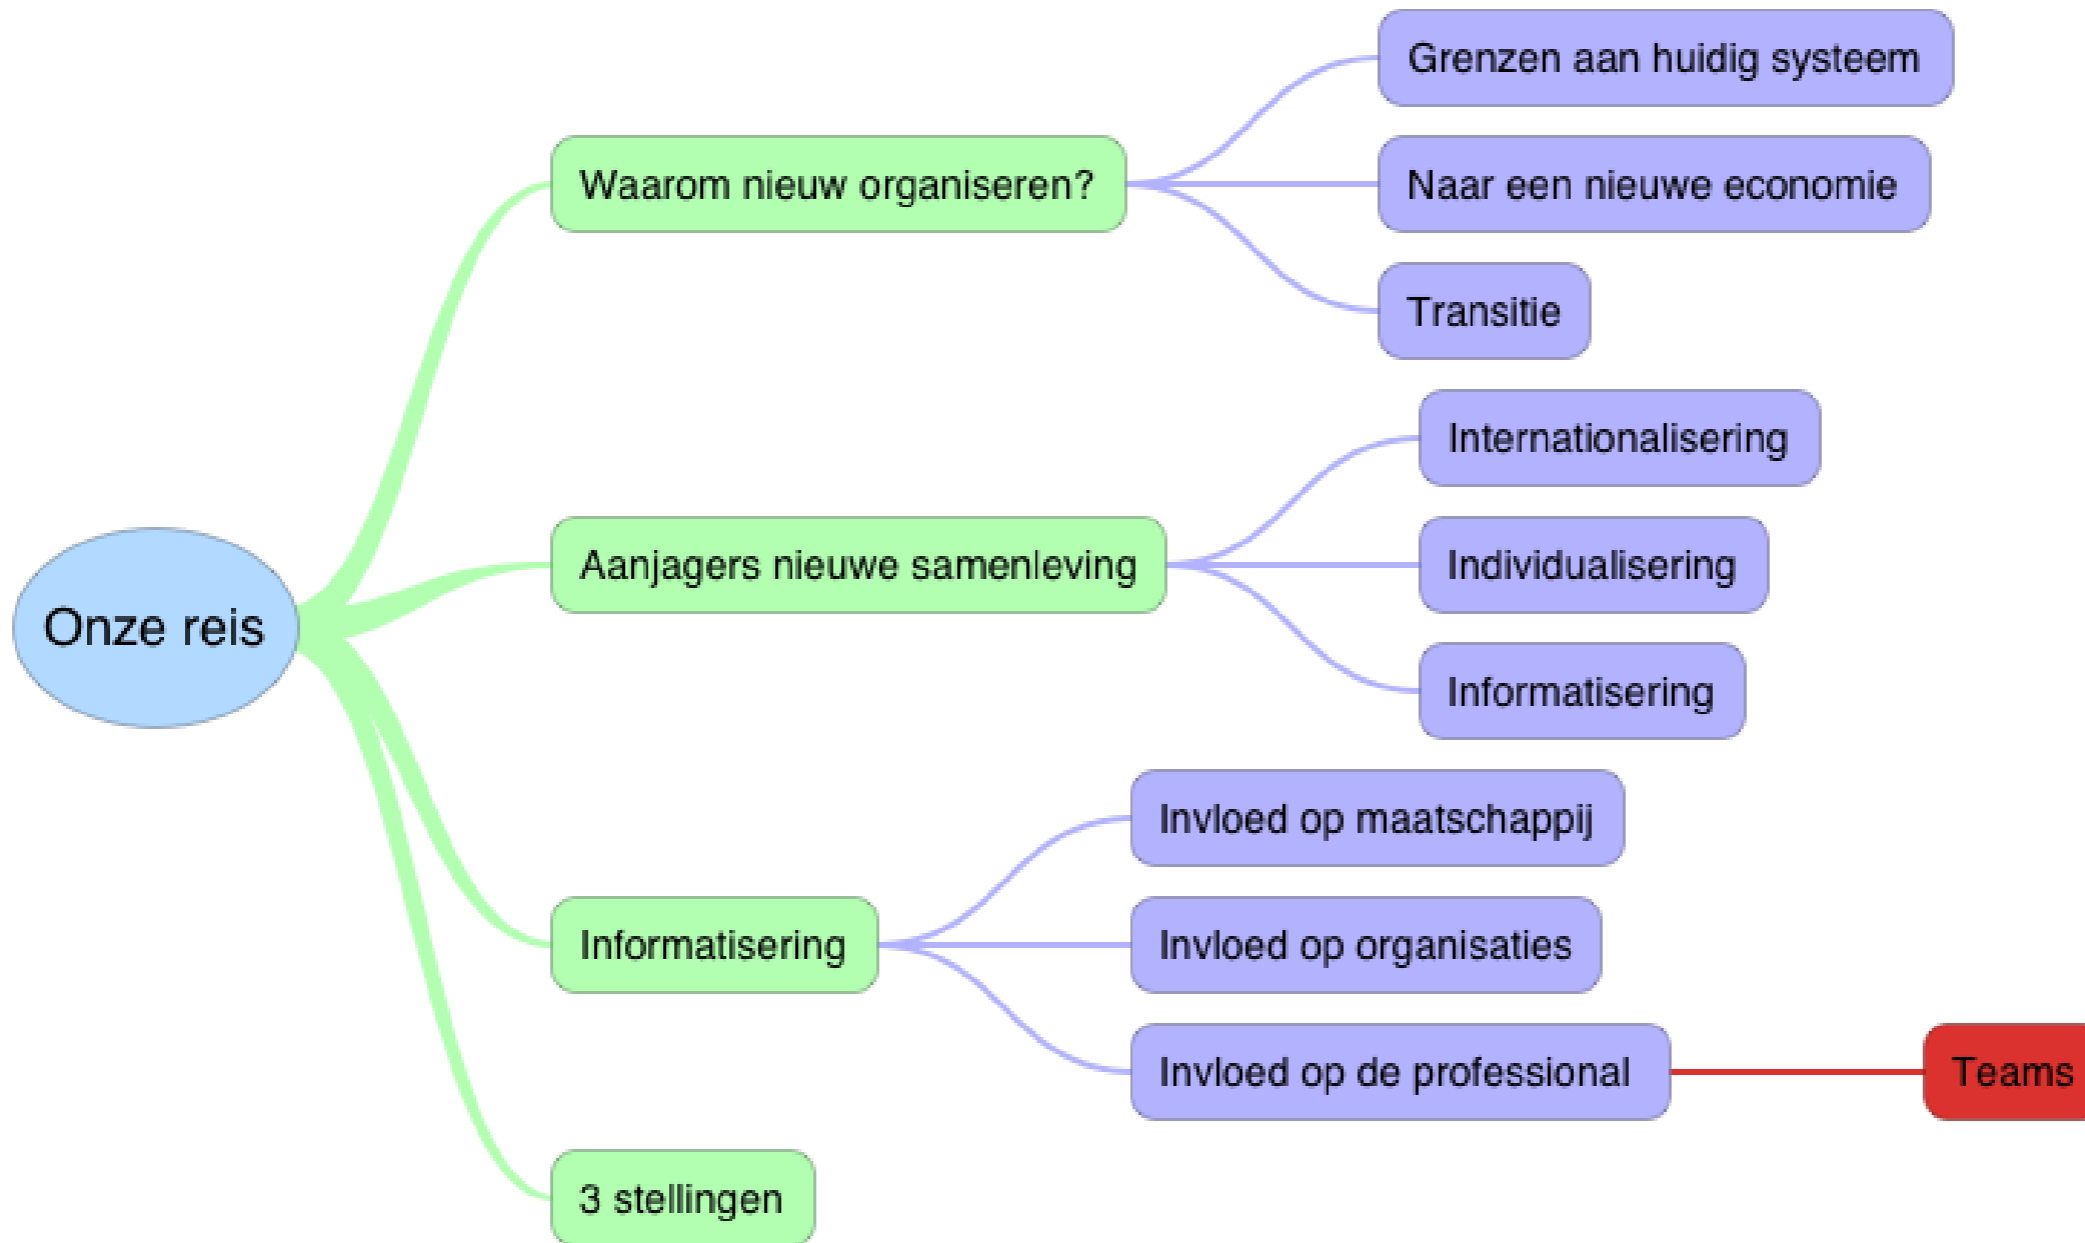 Onze reis
Waarom nieuw organiseren?
Grenzen aan huidig systeem
Naar een nieuwe economie
Transitie
Aanjagers nieuwe samenleving
Internationalisering
Individualisering
Informatisering
Informatisering
Invloed op maatschappij
Invloed op organisaties
Invloed op de professional
Teams
3 stellingen